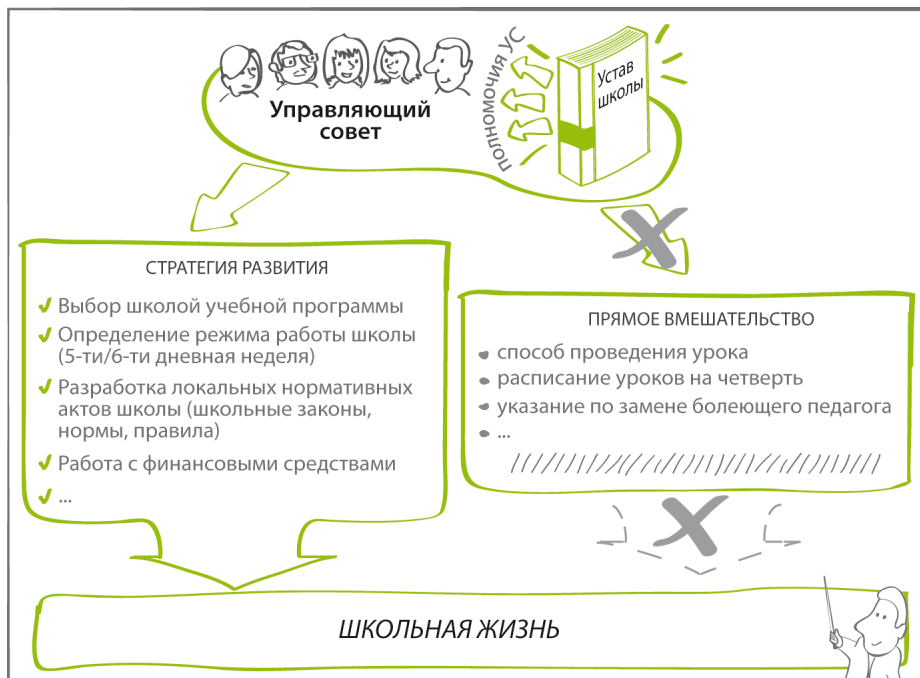 Управляющий
совет
ПОЛНОМОЧИЯ УС
Устав
школы
СТРАТЕГИЯ РАЗВИТИЯ
Выбор школой учебной программы
Определение режима работы школы
(5-ти/6-ти дневная неделя)
Разработка локальных нормативных
актов школы (школьные законы,
нормы, правила)
Работа с финансовыми средствами
...
ПРЯМОЕ ВМЕШАТЕЛЬСТВО
способ проведения урока
расписание уроков на четверть
указание по замене болеющего педагога
...
ШКОЛЬНАЯ ЖИЗНЬ